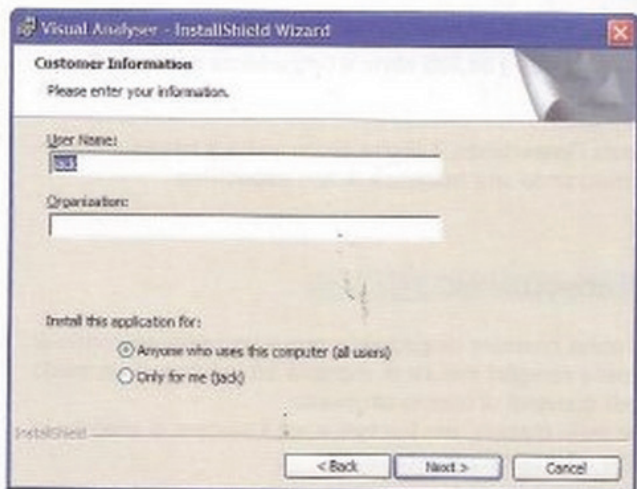 Visual Analyser - InstallShield Wizard
Customer Information
Please enter your information.
User Name:
jack
Organization:
Install this application for:
Anyone who uses this computer (all users)
Only for me (jack)
InstallShield
< Back
Next >
Cancel